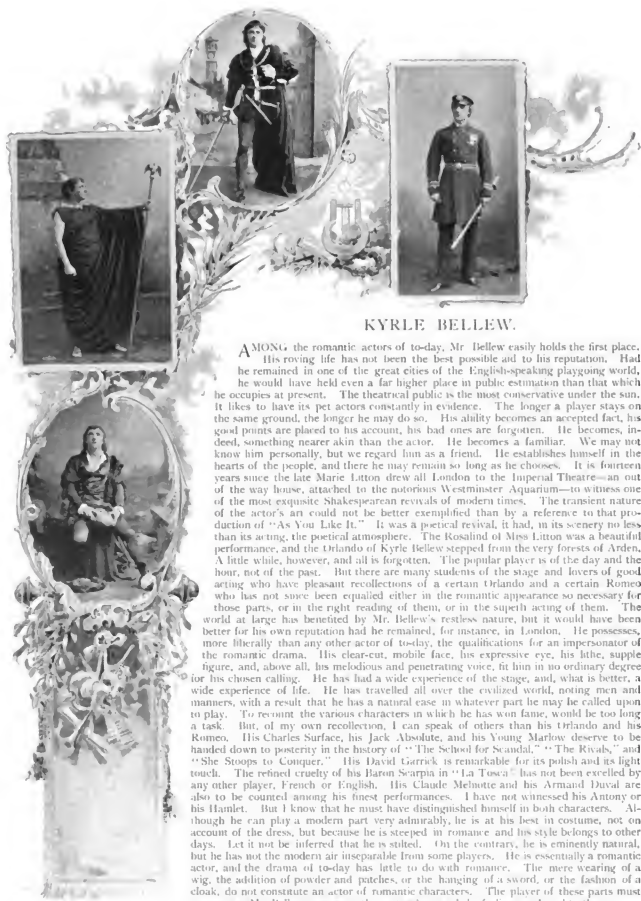 KYRLE BELLEW.
AMONG the romantic actors of to-day, Mr Bellew easily holds the first place.
His roving life has not been the best possible aid to his reputation. Had
he remained in one of the great cities of the English-speaking playgoing world,
he would have held even a far higher place in public estimation than that which
he occupies at present. The theatrical public is the most conservative under the sun.
It likes to have its pet actors constantly in evidence. The longer a player stays on
the same ground, the longer he may do so. His ability becomes an accepted fact, his
good points are placed to his account, his bad ones are forgotten. He becomes, in-
deed, something nearer akin than the actor. He becomes a familiar. We may not
know him personally, but we regard him as a friend. He establishes himself in the
hearts of the people, and there he may remain so long as he chooses. It is fourteen
years since the late Marie Litton drew all London to the Imperial Theatre—an out
of the way house, attached to the notorious Westminster Aquarium—to witness one
of the most exquisite Shakespearean revivals of modern times. The transient nature
of the actor's art could not be better exemplified than by a reference to that pro-
duction of "As You Like It." It was a poetical revival, it had, in its scenery no less
than its acting, the poetical atmosphere. The Rosalind of Miss Litton was a beautiful
performance, and the Orlando of Kyrle Bellew stepped from the very forests of Arden.
A little while, however, and all is forgotten. The popular player is of the day and the
hour, not of the past. But there are many students of the stage and lovers of good
acting who have pleasant recollections of a certain Orlando and a certain Romeo
who has not since been equalled either in the romantic appearance so necessary for
those parts, or in the right reading of them, or in the superb acting of them. The
world at large has benefited by Mr. Bellew's restless nature, but it would have been
better for his own reputation had he remained, for instance, in London. He possesses,
more liberally than any other actor of to-day, the qualifications for an impersonator of
the romantic drama. His clear-cut, mobile face, his expressive eye, his lithe, supple
figure, and, above all, his melodious and penetrating voice, fit him in no ordinary degree
for his chosen calling. He has had a wide experience of the stage, and, what is better, a
wide experience of life. He has travelled all over the civilized world, noting men and
manners, with a result that he has a natural ease in whatever part he may be called upon
to play. To recount the various characters in which he has won fame, would be too long
a task. But, of my own recollection, I can speak of others than his Orlando and his
Romeo. His Charles Surface, his Jack Absolute, and his Young Marlow deserve to be
handed down to posterity in the history of "The School for Scandal," "The Rivals," and
"She Stoops to Conquer." His David Garrick is remarkable for its polish and its light
touch. The refined cruelty of his Baron Scarpia in "La Tosca" has not been excelled by
any other player, French or English. His Claude Melnotte and his Armand Duval are
also to be counted among his finest performances. I have not witnessed his Antony or
his Hamlet. But I know that he must have distinguished himself in both characters. Al-
though he can play a modern part very admirably, he is at his best in costume, not on
account of the dress, but because he is steeped in romance and his style belongs to other
days. Let it not be inferred that he is stilted. On the contrary, he is eminently natural,
but he has not the modern air inseparable from some players. He is essentially a romantic
actor, and the drama of to-day has little to do with romance. The mere wearing of a
wig, the addition of powder and patches, or the hanging of a sword, or the fashion of a
cloak, do not constitute an actor of romantic characters. The player of these parts must